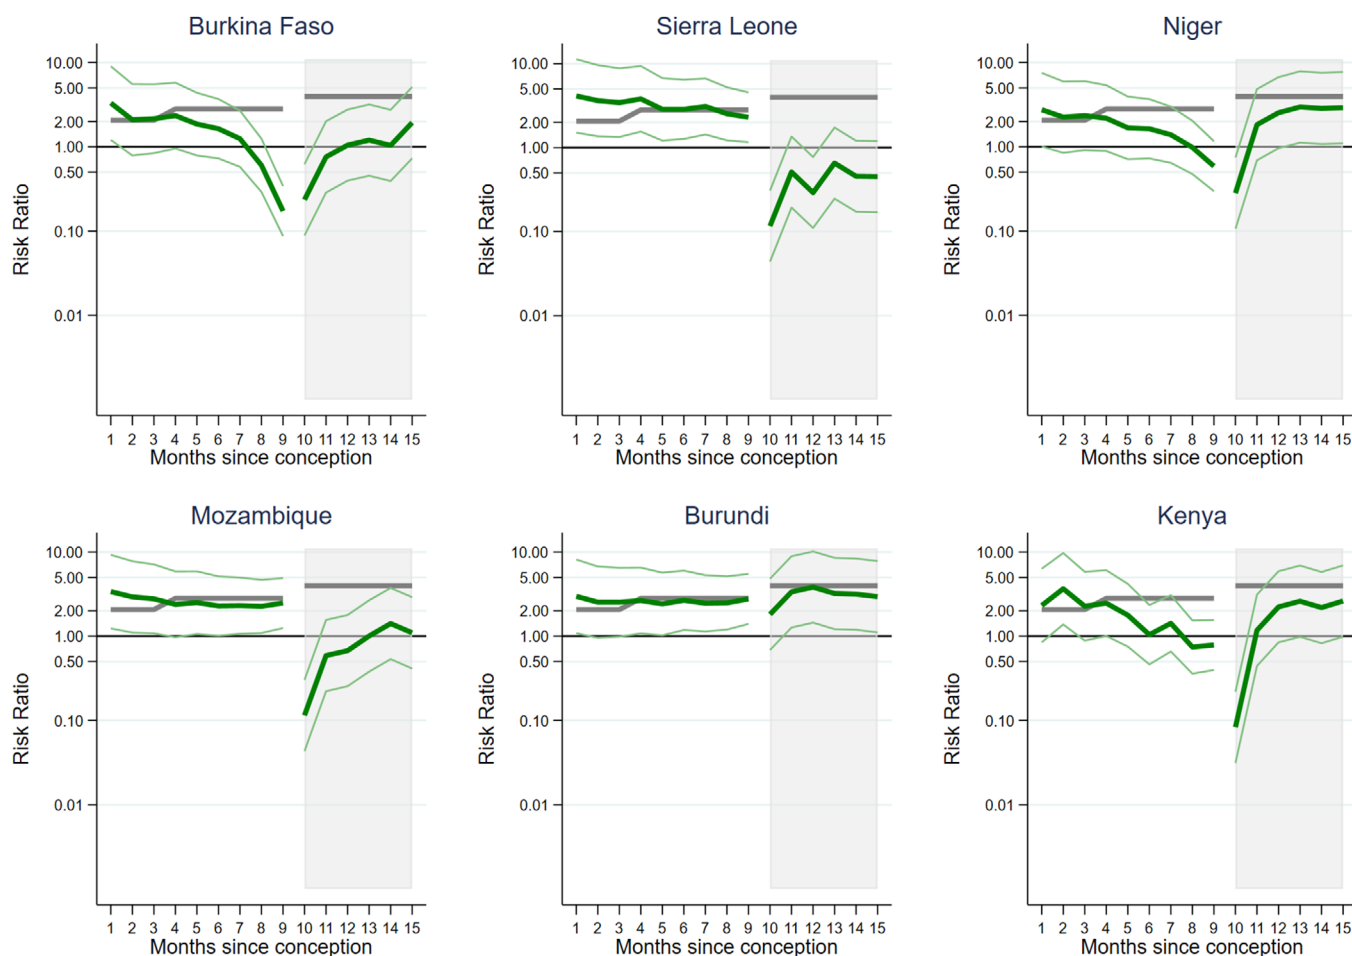 Burkina Faso
Risk Ratio
10.00
5.00
2.00
1.00
0.50
0.10
0.01
1 2 3 4 5 6 7 8 9 10 11 12 13 14 15
Months since conception
Sierra Leone
Risk Ratio
10.00
5.00
2.00
1.00
0.50
0.10
0.01
1 2 3 4 5 6 7 8 9 10 11 12 13 14 15
Months since conception
Niger
Risk Ratio
10.00
5.00
2.00
1.00
0.50
0.10
0.01
1 2 3 4 5 6 7 8 9 10 11 12 13 14 15
Months since conception
Mozambique
Risk Ratio
10.00
5.00
2.00
1.00
0.50
0.10
0.01
1 2 3 4 5 6 7 8 9 10 11 12 13 14 15
Months since conception
Burundi
Risk Ratio
10.00
5.00
2.00
1.00
0.50
0.10
0.01
1 2 3 4 5 6 7 8 9 10 11 12 13 14 15
Months since conception
Kenya
Risk Ratio
10.00
5.00
2.00
1.00
0.50
0.10
0.01
1 2 3 4 5 6 7 8 9 10 11 12 13 14 15
Months since conception